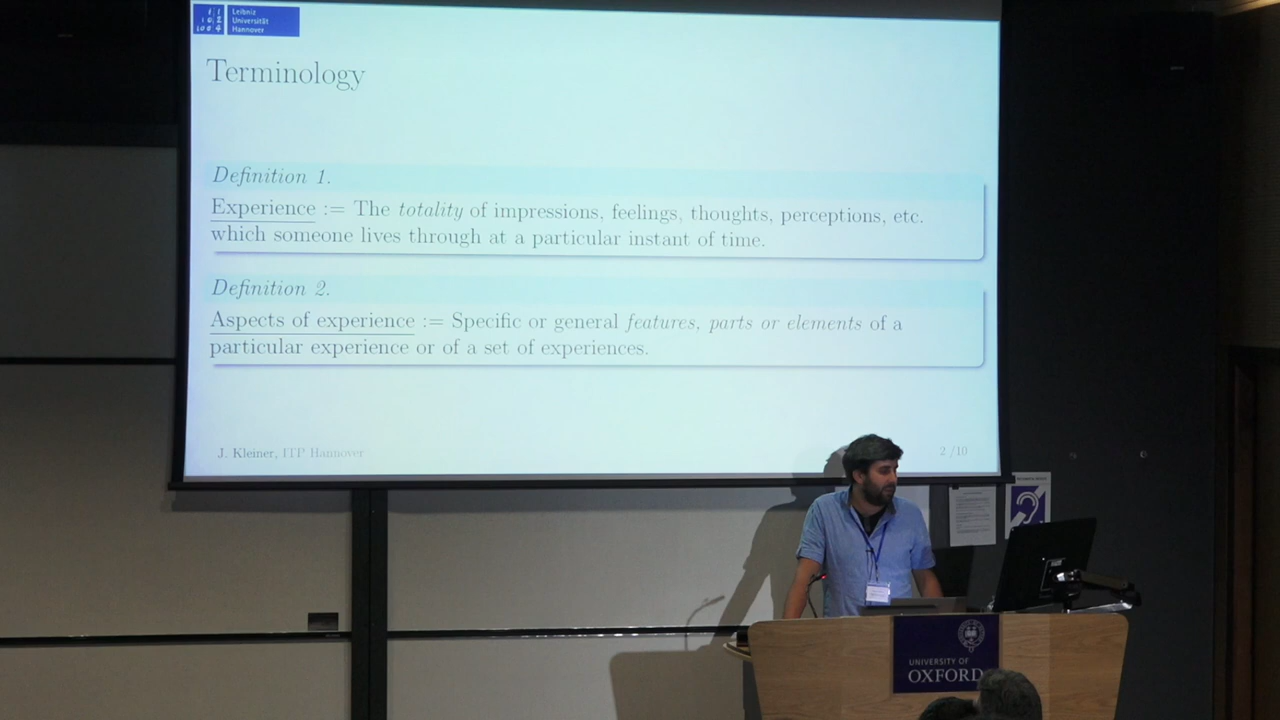 Leibniz
Universität
Hannover
Terminology
Definition 1.
Experience := The totality of impressions, feelings, thoughts, perceptions, etc.
which someone lives through at a particular instant of time.
Definition 2.
Aspects of experience := Specific or general features, parts or elements of a
particular experience or of a set of experiences.
J. Kleiner, ITP Hannover
2 /10
UNIVERSITY OF
OXFORD